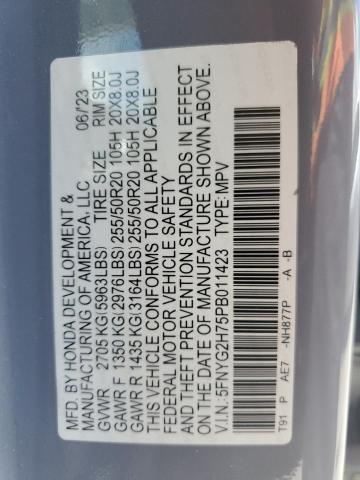 MFD. BY HONDA DEVELOPMENT & 06/23
MANUFACTURING OF AMERICA, LLC
GVWR 2705 KG(6963LBS) TIRE SIZE RIM SIZE
GAWR F 1350 KG(2976LBS) 255/50R20 105H 20X8.0J
GAWR R 1435 KG(3164LBS) 255/50R20 105H 20X8.0J
THIS VEHICLE CONFORMS TO ALL APPLICABLE
FEDERAL MOTOR VEHICLE SAFETY
AND THEFT PREVENTION STANDARDS IN EFFECT
ON THE DATE OF MANUFACTURE SHOWN ABOVE.
V.I.N.:5FNYG2H75PB011423 TYPE: MPV
T91 P AE7 -NH877P -A -B